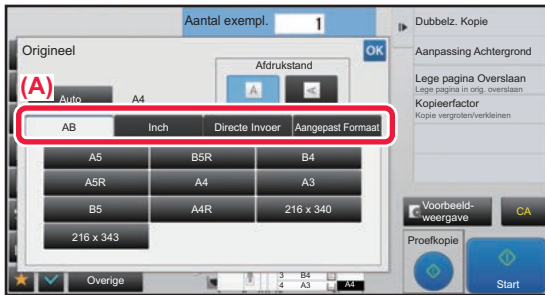 Aantal exempl. 1
Dubbelz. Kopie
Origineel
OK
Aanpassing Achtergrond
Afdrukstand
Lege pagina Overslaan
Lege pagina in orig. overslaan
(A)
Auto A4
A A
Kopieerfactor
Kopie vergroten/verkleinen
AB Inch Directe Invoer Aangepast Formaat
A5 B5R B4
A5R A4 A3
B5 A4R 216 x 340
216 x 343
Voorbeeld-
weergave
CA
Proefkopie
Overige
3 B4
4 A3 A4
Start